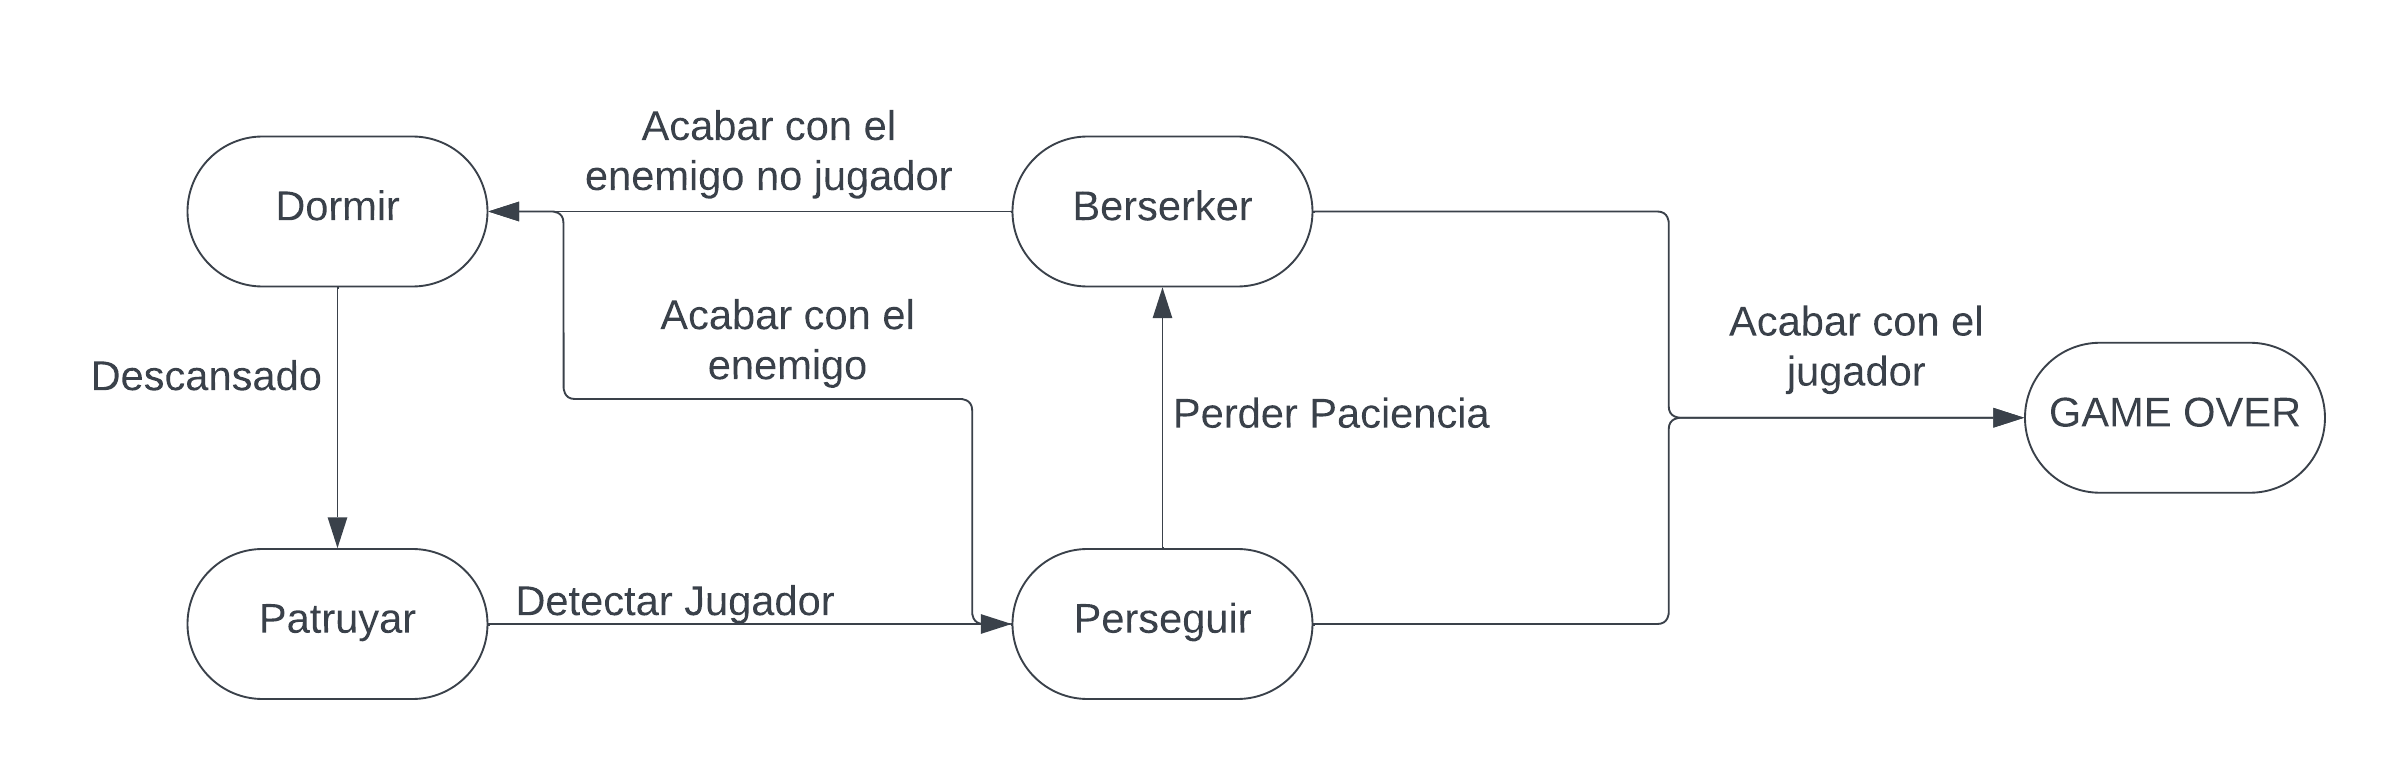 Acabar con el
enemigo no jugador
Dormir
Berserker
Acabar con el
enemigo
Acabar con el
jugador
Descansado
Perder Paciencia
GAME OVER
Detectar Jugador
Patruyar
Perseguir